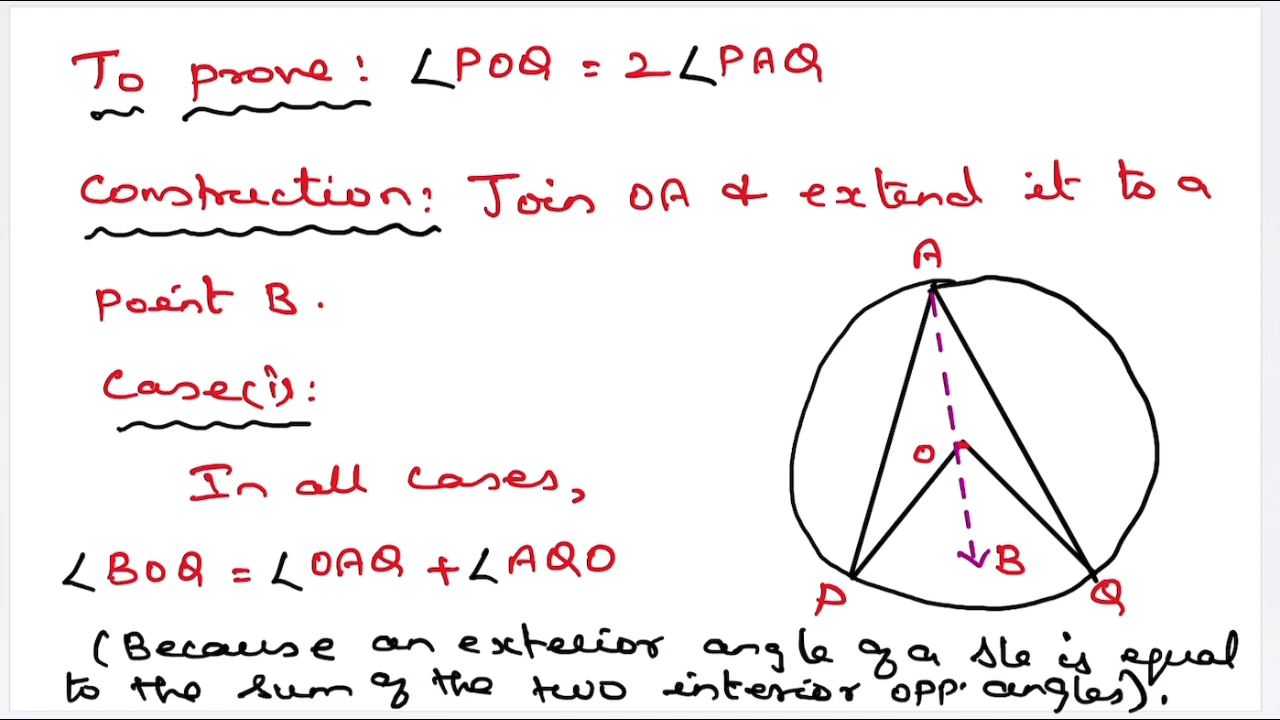 To prove: ∠POQ = 2∠PAQ
Construction: Join OA & extend it to a
point B.
Case(i):
In all cases,
∠BOQ = ∠OAQ + ∠AQO
(Because an exterior angle of a sle is equal
to the sum of the two interior opp. angles).
A
O
B
P
Q